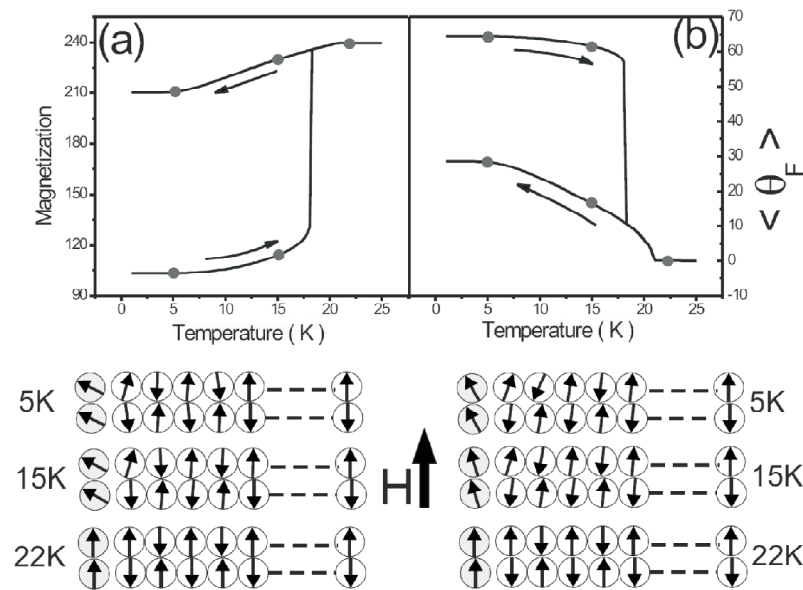 (a)
(b)
Magnetization
240
210
180
150
120
90
0 5 10 15 20 25
Temperature ( K )
70
60
50
40
30
20
10
0
-10
< θF >
0 5 10 15 20 25
Temperature ( K )
5K
15K
22K
H
5K
15K
22K